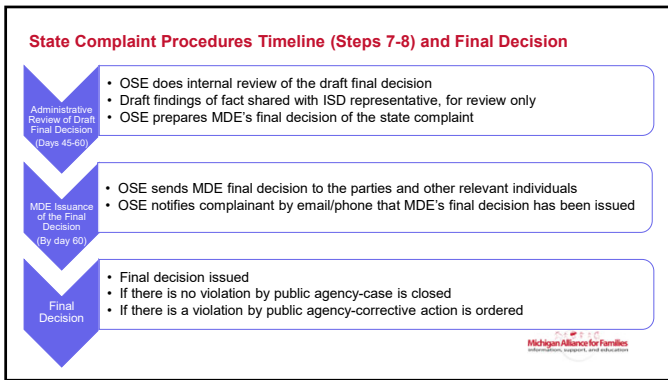 State Complaint Procedures Timeline (Steps 7-8) and Final Decision
Administrative
Review of Draft
Final Decision
(Days 45-60)
• OSE does internal review of the draft final decision
• Draft findings of fact shared with ISD representative, for review only
• OSE prepares MDE's final decision of the state complaint
MDE Issuance
of the Final
Decision
(By day 60)
• OSE sends MDE final decision to the parties and other relevant individuals
• OSE notifies complainant by email/phone that MDE's final decision has been issued
Final
Decision
• Final decision issued
• If there is no violation by public agency-case is closed
• If there is a violation by public agency-corrective action is ordered
Michigan Alliance for Families
information, support, and education